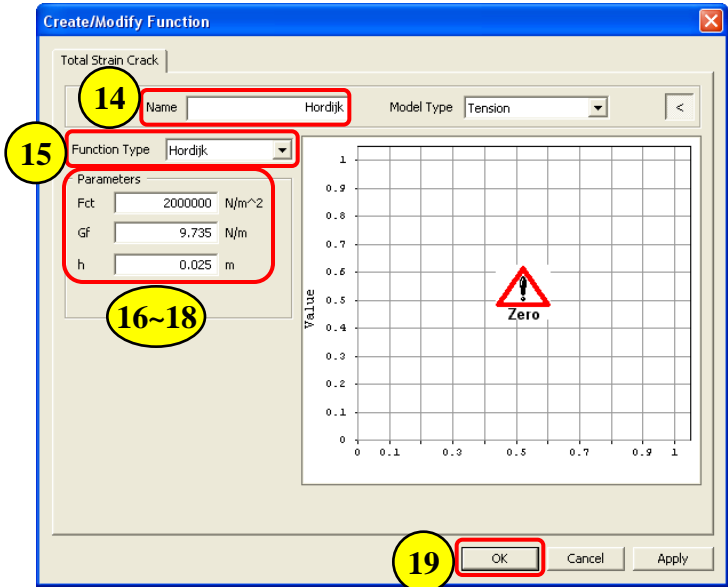 Create/Modify Function
Total Strain Crack
14 Name Hordijk Model Type Tension <
15 Function Type Hordijk
Parameters
Fct 2000000 N/m^2
Gf 9.735 N/m
h 0.025 m
16~18
Value
1
0.9
0.8
0.7
0.6
0.5
0.4
0.3
0.2
0.1
0
Zero
0 0.1 0.3 0.5 0.7 0.9 1
19 OK Cancel Apply